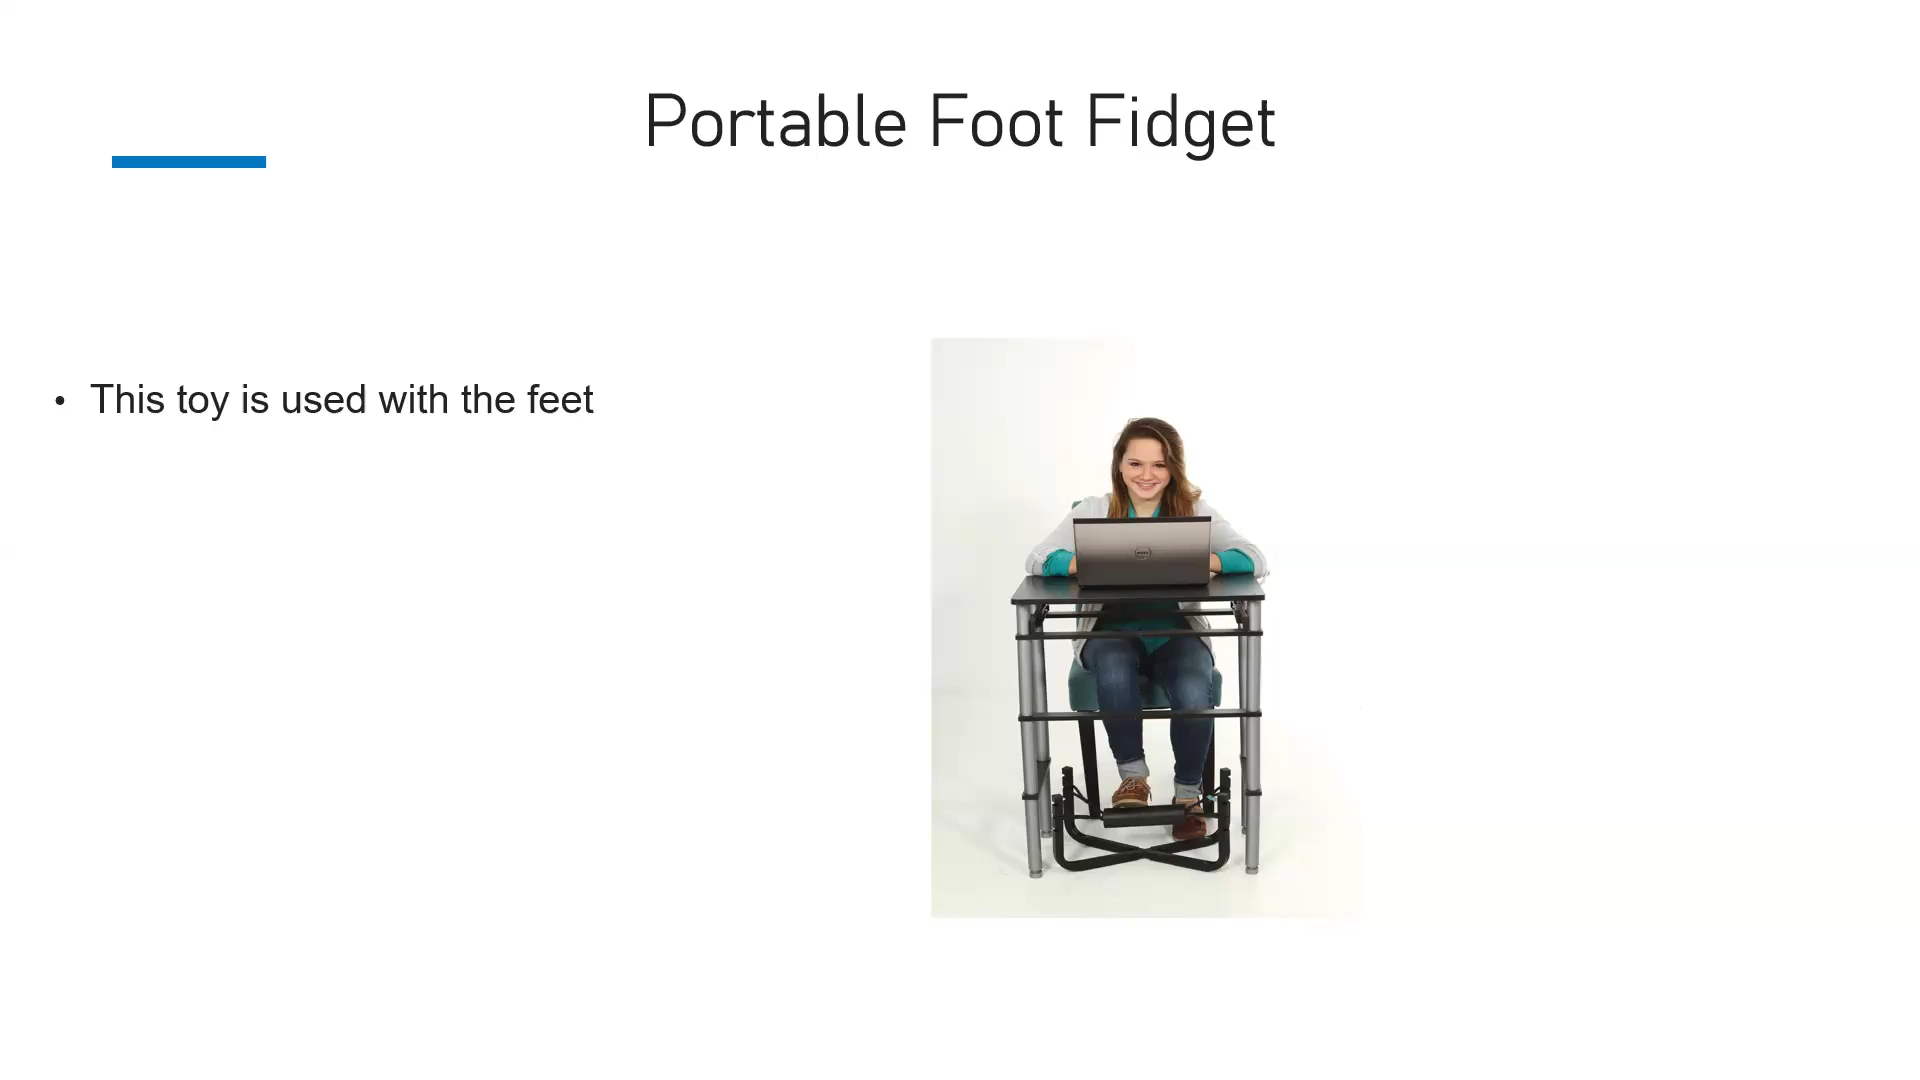 Portable Foot Fidget
• This toy is used with the feet